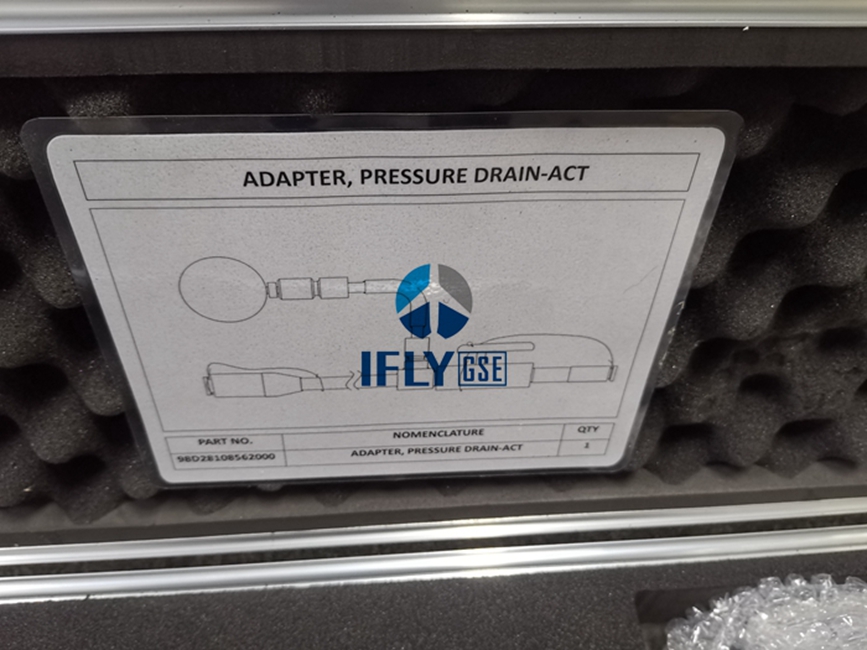 ADAPTER, PRESSURE DRAIN-ACT
IFLY GSE
PART NO. NOMENCLATURE QTY
98D28108562000 ADAPTER, PRESSURE DRAIN-ACT 1